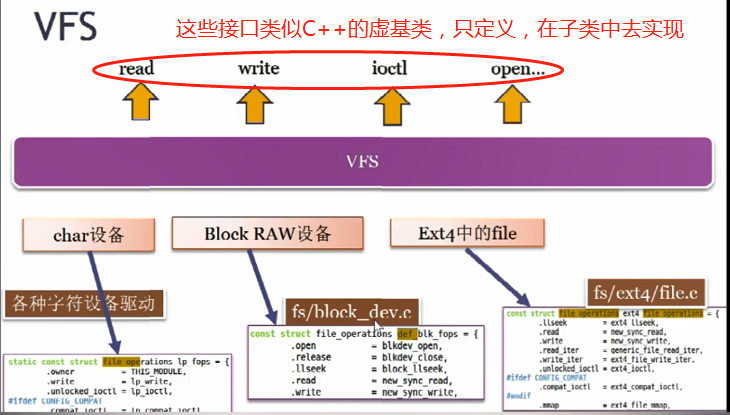 VFS
这些接口类似C++的虚基类，只定义，在子类中去实现
read write ioctl open...
VFS
char设备
Block RAW设备
Ext4中的file
各种字符设备驱动
fs/block_dev.c
fs/ext4/file.c
static const struct file_operations lp_fops = {
.owner = THIS_MODULE,
.write = lp_write,
.unlocked_ioctl = lp_ioctl,
#ifdef CONFIG_COMPAT
.compat_ioctl = lp_compat_ioctl,
const struct file_operations def_blk_fops = {
.open = blkdev_open,
.release = blkdev_close,
.llseek = block_llseek,
.read = new_sync_read,
.write = new_sync_write,
const struct file_operations ext4_file_operations = {
.llseek = ext4_llseek,
.read = new_sync_read,
.write = new_sync_write,
.read_iter = generic_file_read_iter,
.write_iter = ext4_file_write_iter,
.unlocked_ioctl = ext4_ioctl,
#ifdef CONFIG_COMPAT
.compat_ioctl = ext4_compat_ioctl,
#endif
.mmap = ext4_file_mmap,